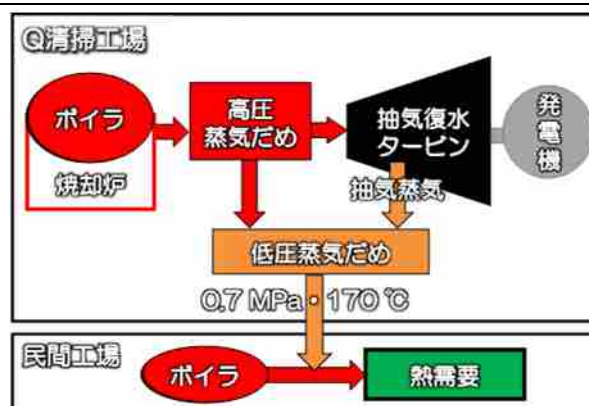 Q清掃工場
ボイラ
焼却炉
高圧
蒸気だめ
抽気復水
タービン
発電機
抽気蒸気
低圧蒸気だめ
0.7 MPa・170 ℃
民間工場
ボイラ
熱需要